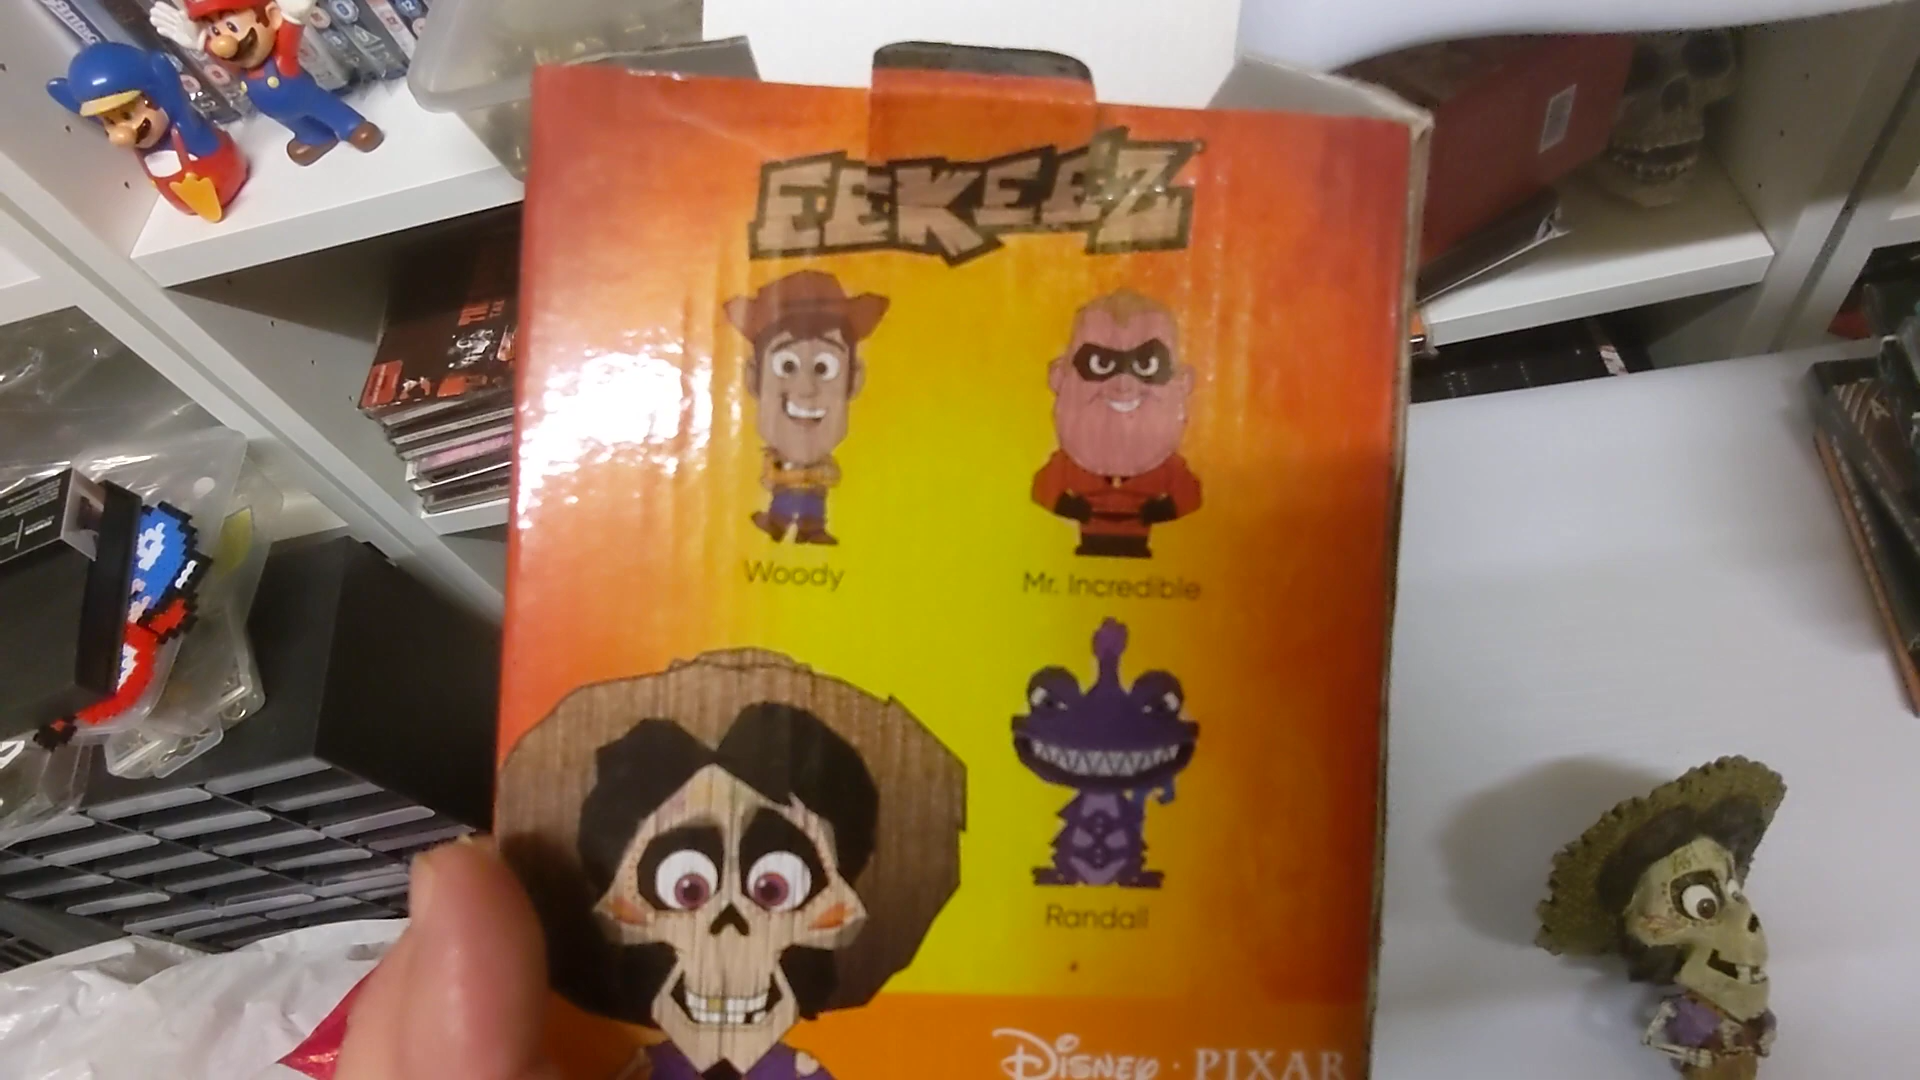 EEKEEZ
Woody
Mr. Incredible
Randall
DISNEY · PIXAR